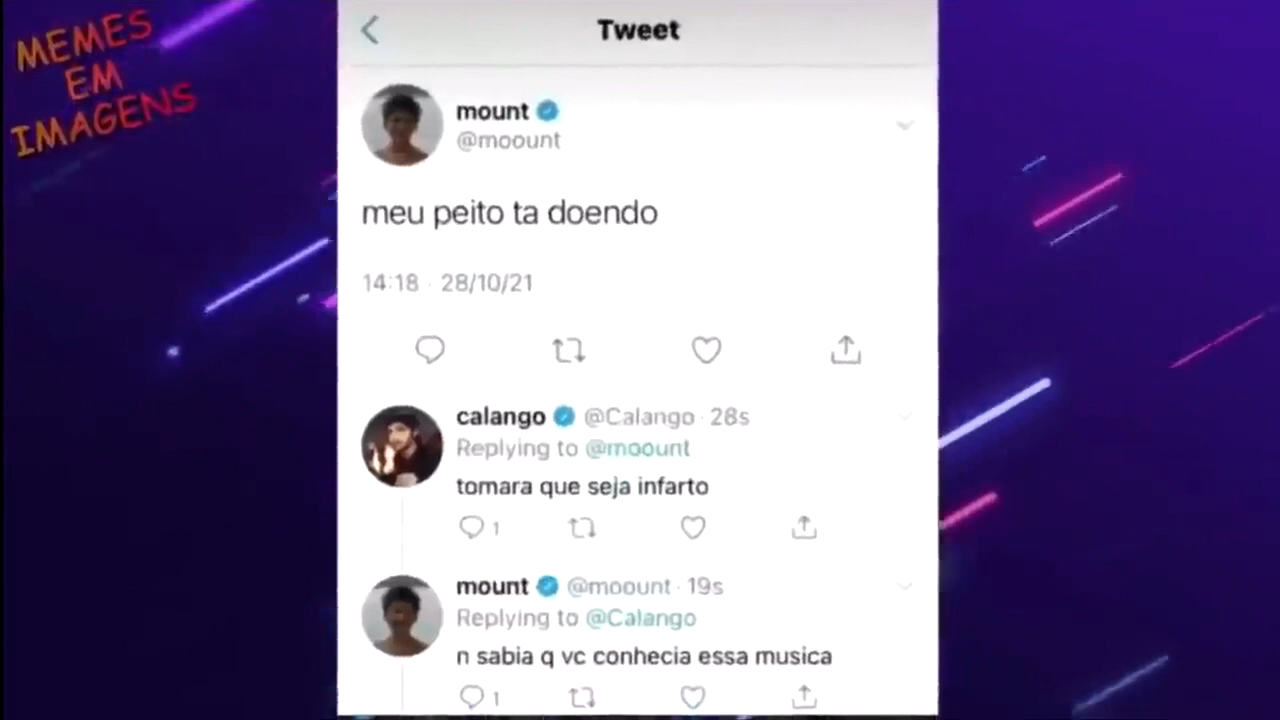 MEMES
EM
IMAGENS
Tweet
mount
@moount
meu peito ta doendo
14:18 · 28/10/21
calango @Calango · 28s
Replying to @moount
tomara que seja infarto
1
mount @moount · 19s
Replying to @Calango
n sabia q vc conhecia essa musica
1